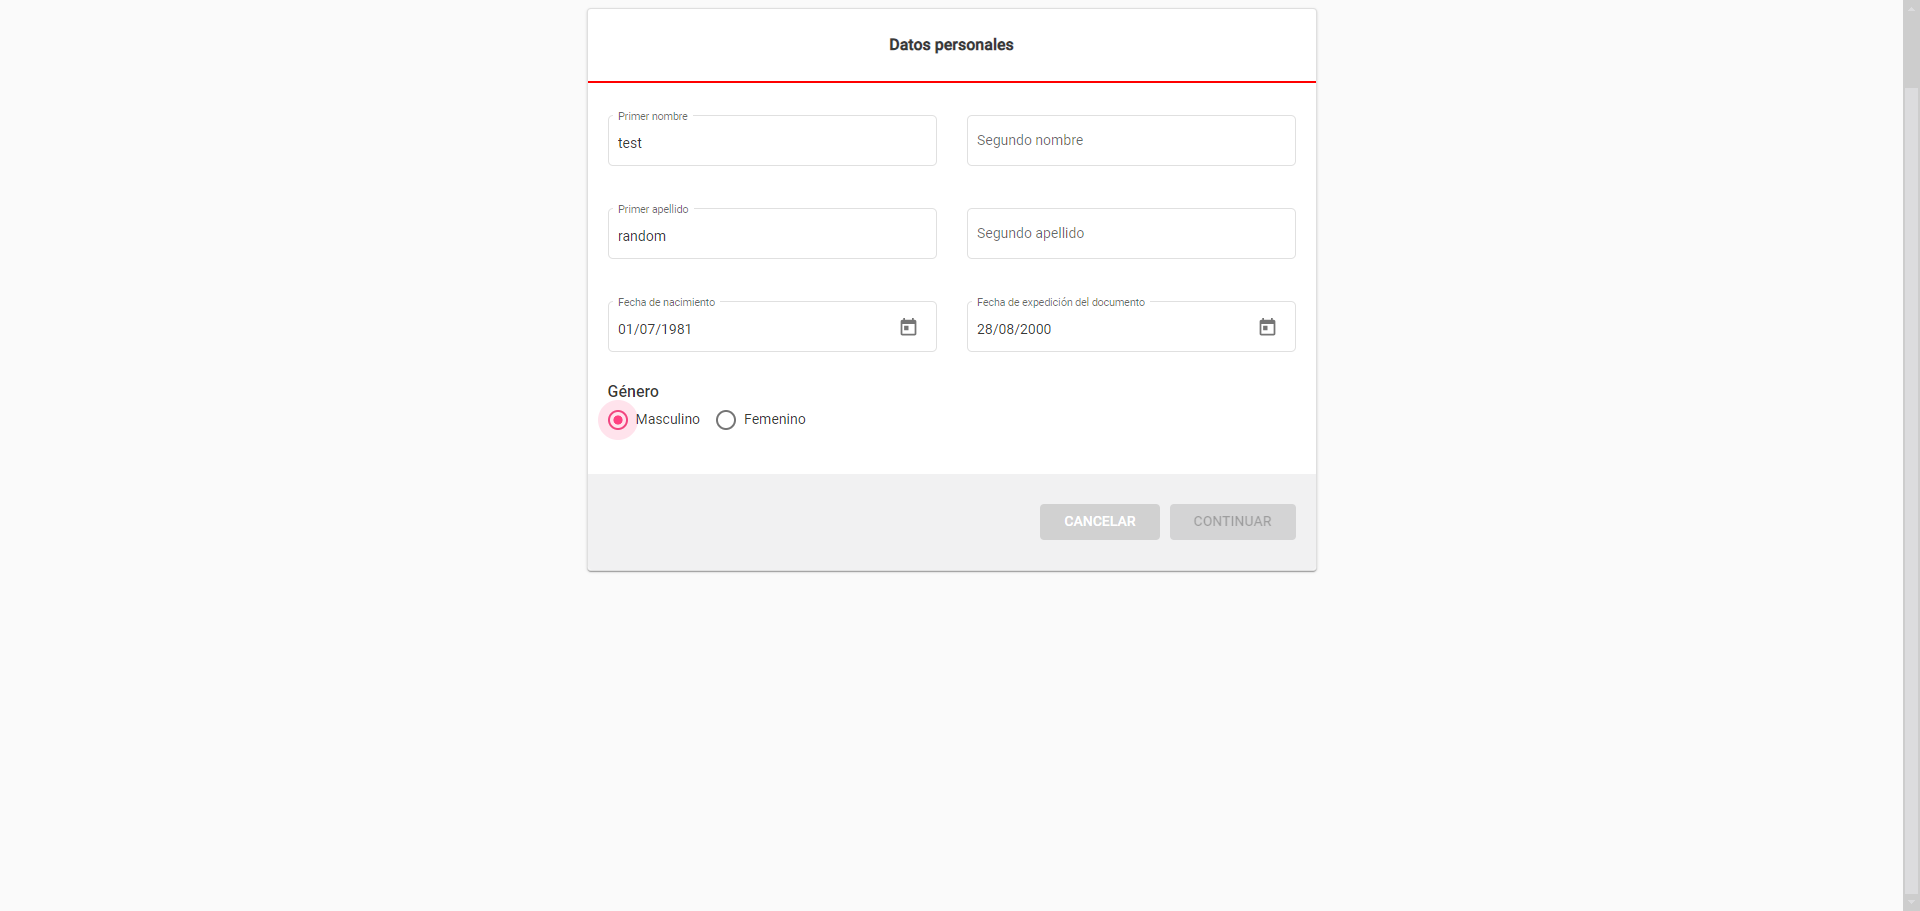 Datos personales
Primer nombre
test
Segundo nombre
Primer apellido
random
Segundo apellido
Fecha de nacimiento
01/07/1981
Fecha de expedición del documento
28/08/2000
Género
Masculino
Femenino
CANCELAR
CONTINUAR